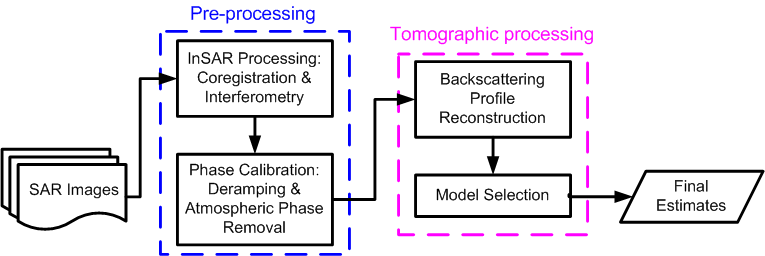 Pre-processing
InSAR Processing:
Coregistration &
Interferometry
Phase Calibration:
Deramping &
Atmospheric Phase
Removal
SAR Images
Tomographic processing
Backscattering
Profile
Reconstruction
Model Selection
Final
Estimates